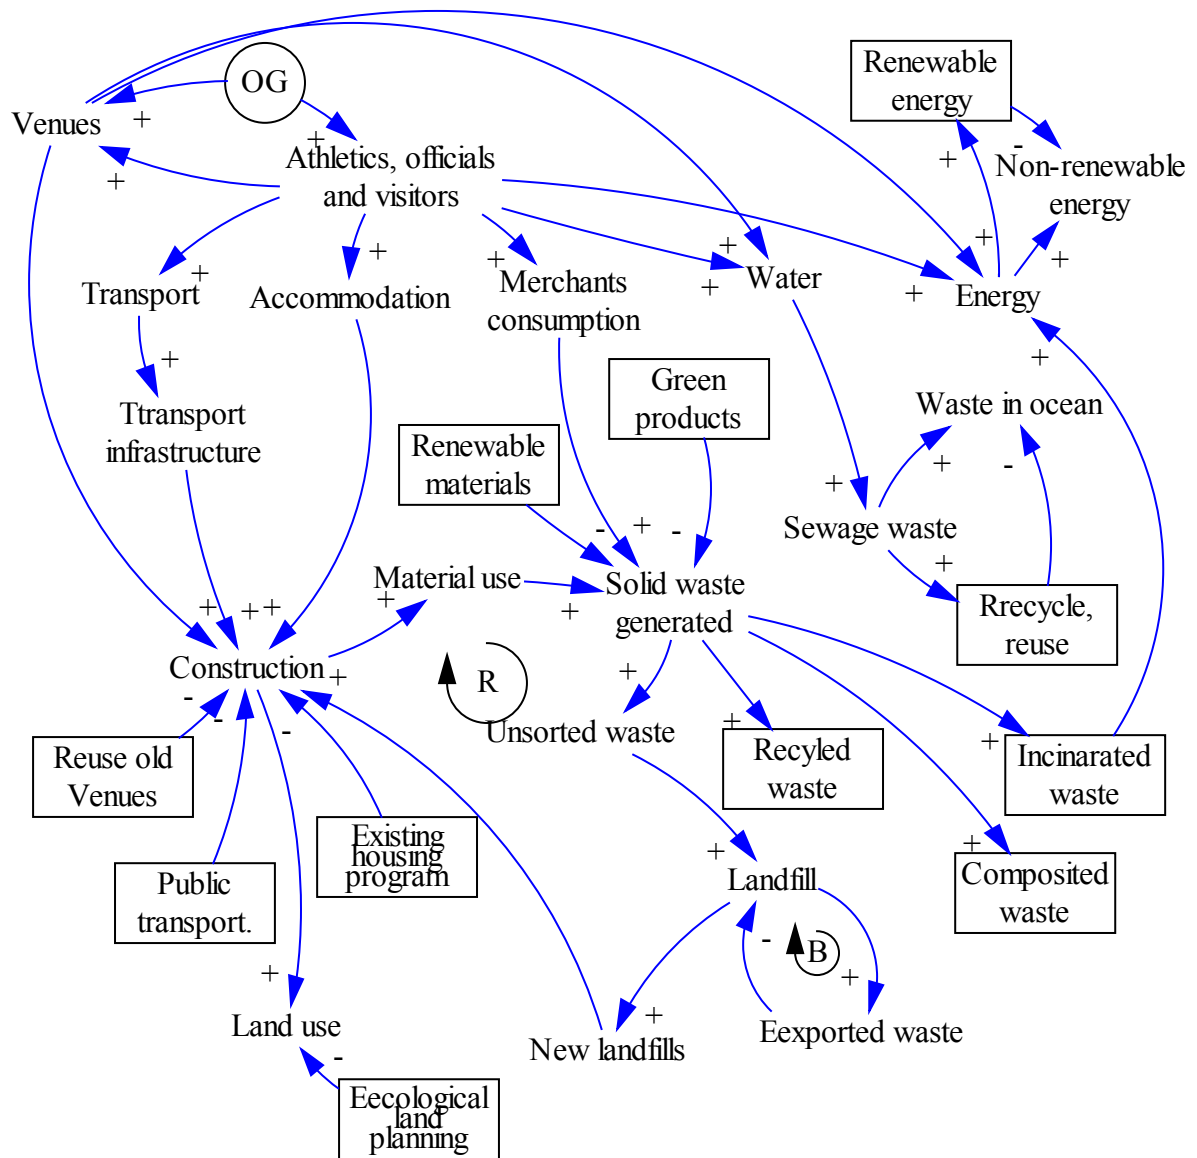 OG
Renewable
energy
Venues
+
+
Athletics, officials
and visitors
-
Non-renewable
energy
+
+
+
+
+
+
+
Transport
+
Accommodation
Merchants
consumption
Water
+
+
Energy
+
+
Ttransport
infrastructure
Green
products
Waste in ocean
Renewable
materials
+
-
+
-
+
-
Sewage waste
+
Material use
+
+
Solid waste
generated
Rrecycle,
reuse
+
+
+
Construction
+
R
+
-
-
-
Unsorted waste
+
Recyled
waste
+
Incinarated
waste
Reuse old
Venues
Existing
housing
program
+
+
Public
transport.
Landfill
Composited
waste
-
B
+
+
Land use
+
New landfills
Eexported waste
-
Eecological
land
planning